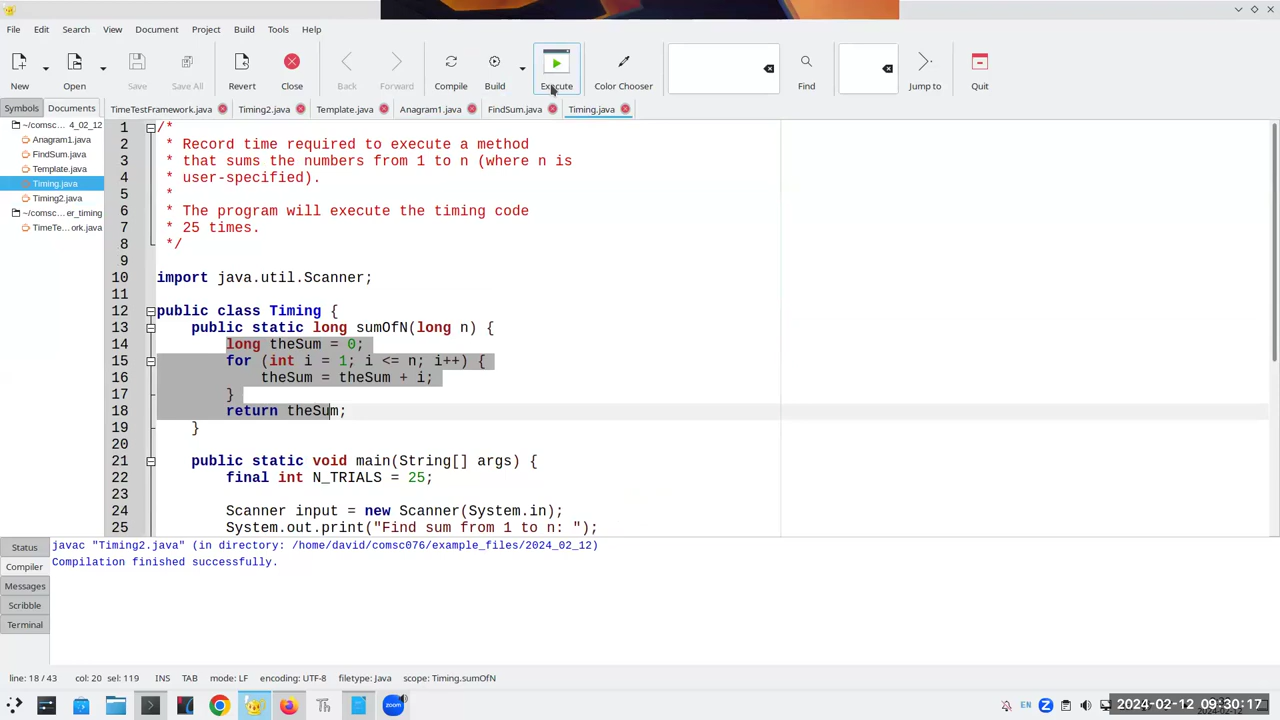 File Edit Search View Document Project Build Tools Help
New Open Save Save All Revert Close Back Forward Compile Build Execute Color Chooser Find Jump to Quit
Symbols Documents TimeTestFramework.java Timing2.java Template.java Anagram1.java FindSum.java Timing.java
~/comsc… 4_02_12
Anagram1.java
FindSum.java
Template.java
Timing.java
Timing2.java
~/comsc…er_timing
TimeTe…ork.java
1 /*
2 * Record time required to execute a method
3 * that sums the numbers from 1 to n (where n is
4 * user-specified).
5 *
6 * The program will execute the timing code
7 * 25 times.
8 */
9
10 import java.util.Scanner;
11
12 public class Timing {
13 public static long sumOfN(long n) {
14 long theSum = 0;
15 for (int i = 1; i <= n; i++) {
16 theSum = theSum + i;
17 }
18 return theSum;
19 }
20
21 public static void main(String[] args) {
22 final int N_TRIALS = 25;
23
24 Scanner input = new Scanner(System.in);
25 System.out.print("Find sum from 1 to n: ");
Status
Compiler
Messages
Scribble
Terminal
javac "Timing2.java" (in directory: /home/david/comsc076/example_files/2024_02_12)
Compilation finished successfully.
line: 18 / 43 col: 20 sel: 119 INS TAB mode: LF encoding: UTF-8 filetype: Java scope: Timing.sumOfN
Th zoom EN 2024-02-12 09:30:17